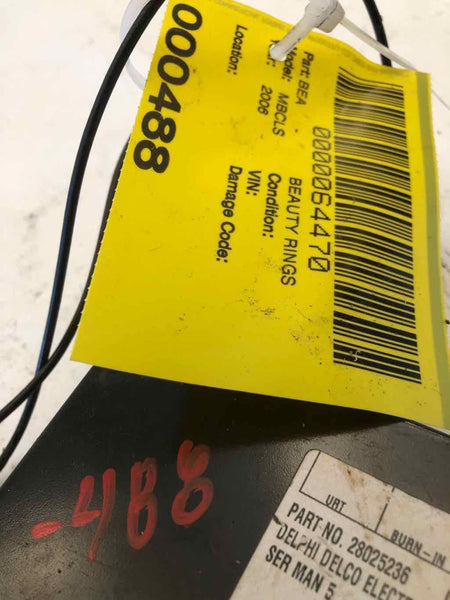 000488
0000064470
Part: BEA
BEAUTY RINGS
Model: MBCLS
Condition:
Year: 2006
VIN:
Location:
Damage Code:
-488
URT
BURN-IN
PART NO. 28025236
DELPHI DELCO ELECTR
SER MAN 5